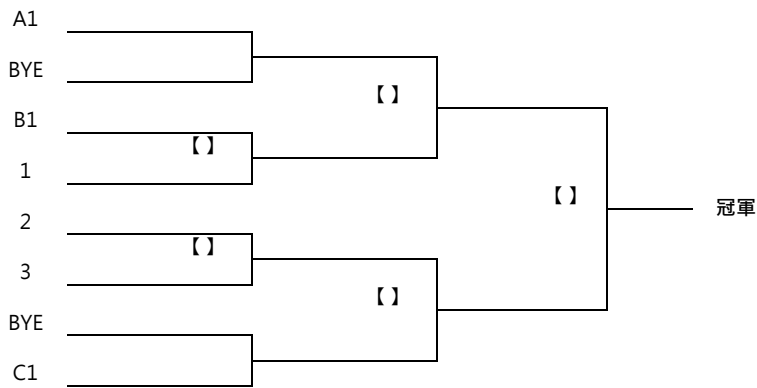 A1
BYE
【 】
B1
【 】
1
【 】
冠軍
2
【 】
3
【 】
BYE
C1